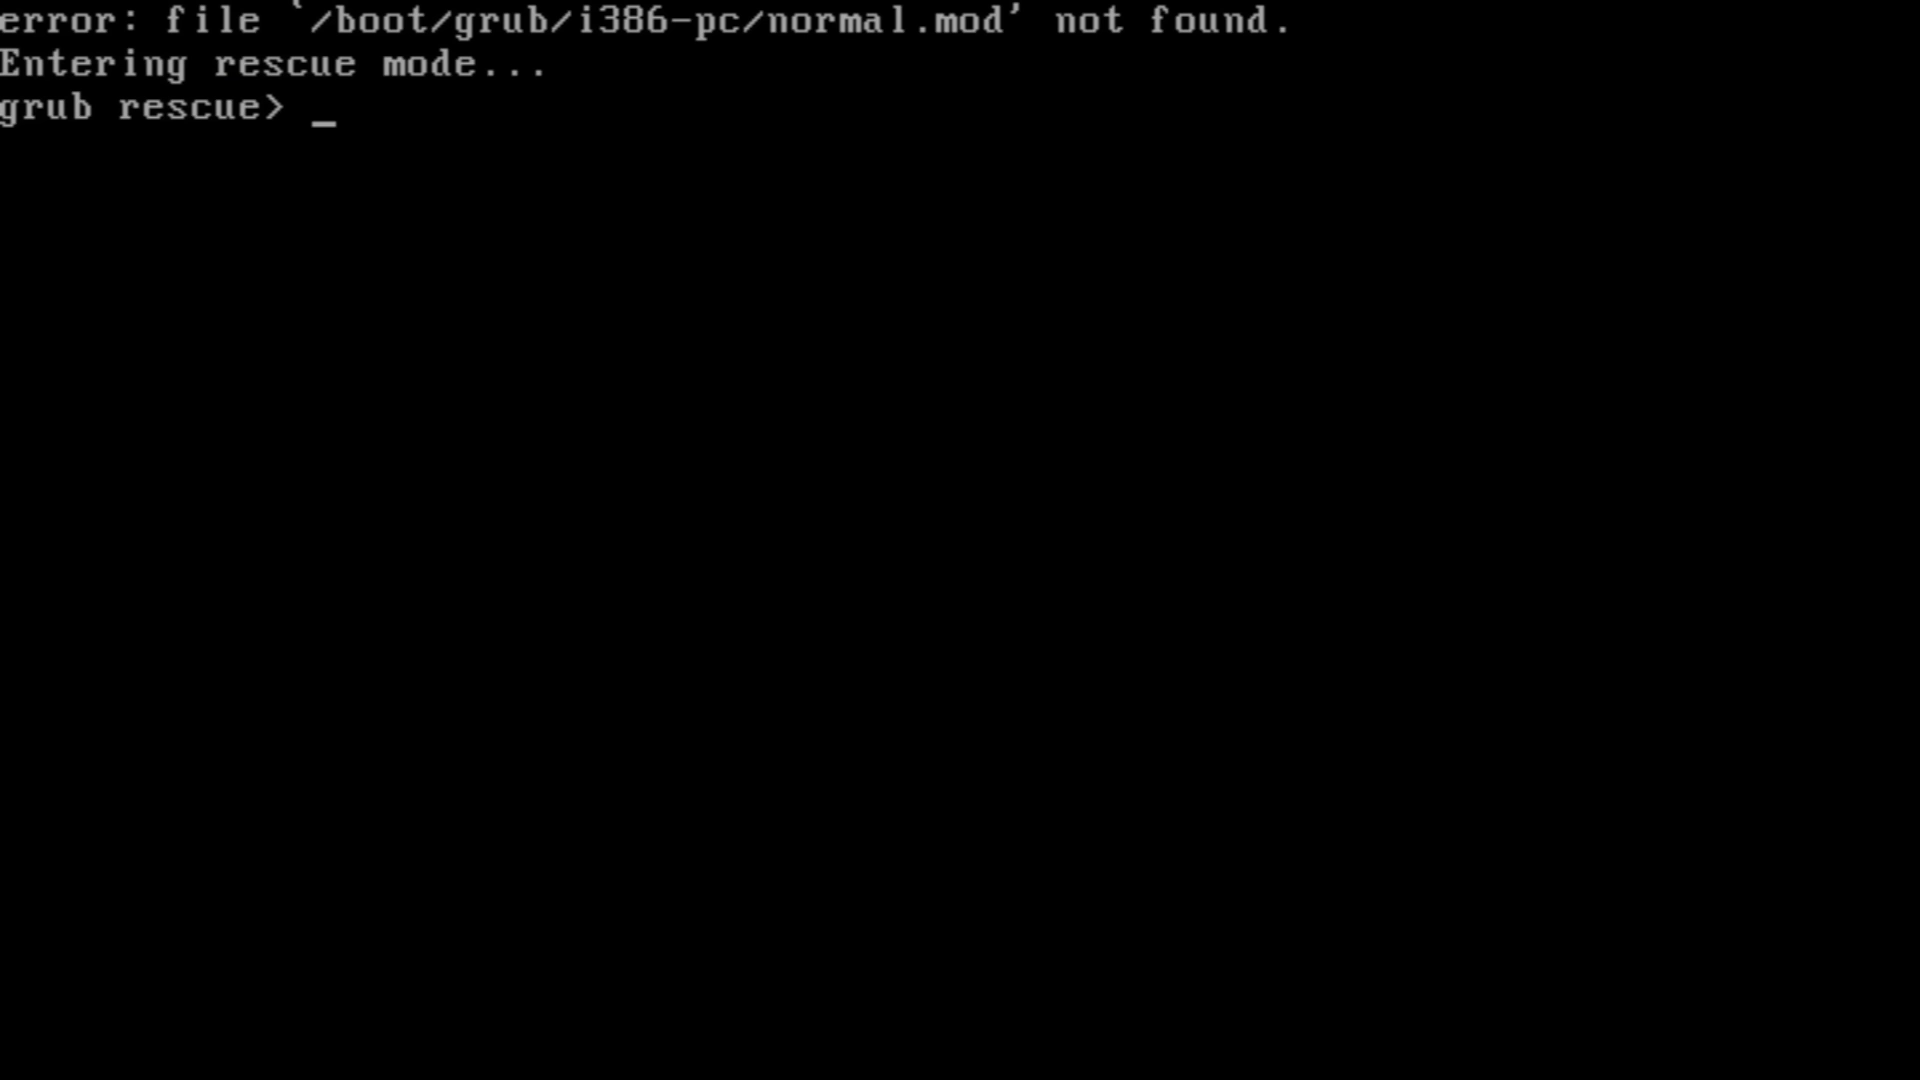 error: file `/boot/grub/i386-pc/normal.mod' not found.
Entering rescue mode...
grub rescue> _